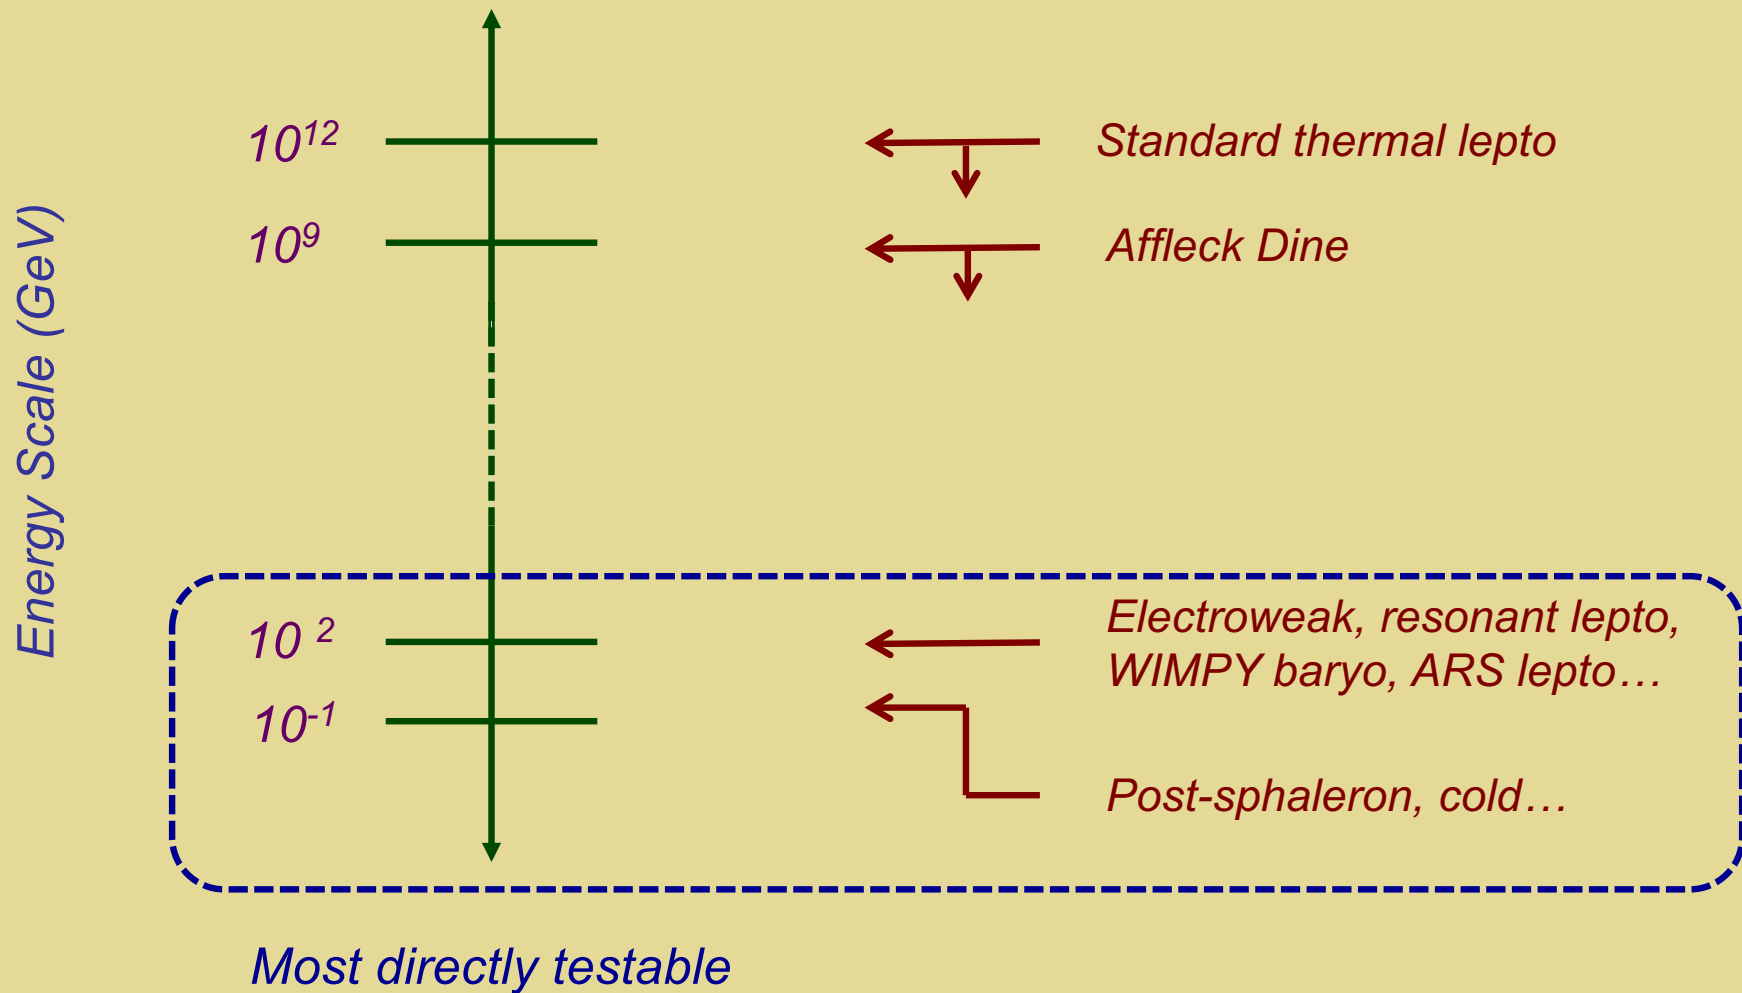 Energy Scale (GeV)
10¹² Standard thermal lepto
10⁹ Affleck Dine
10 ² Electroweak, resonant lepto,
WIMPY baryo, ARS lepto…
10⁻¹
Post-sphaleron, cold…
Most directly testable